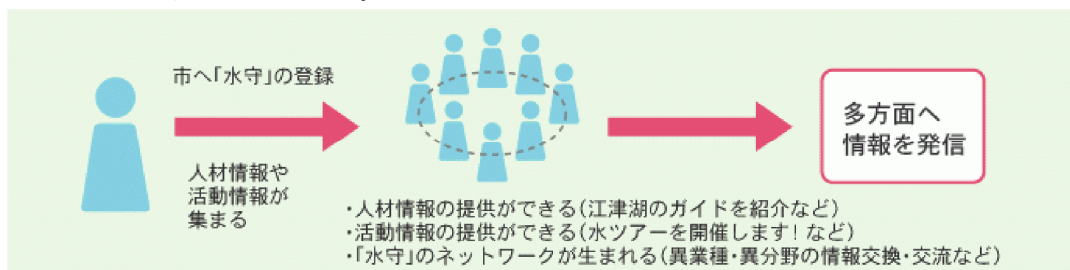 市へ「水守」の登録
人材情報や
活動情報が
集まる
・人材情報の提供ができる（江津湖のガイドを紹介など）
・活動情報の提供ができる（水ツアーを開催します！など）
・「水守」のネットワークが生まれる（異業種・異分野の情報交換・交流など）
多方面へ
情報を発信